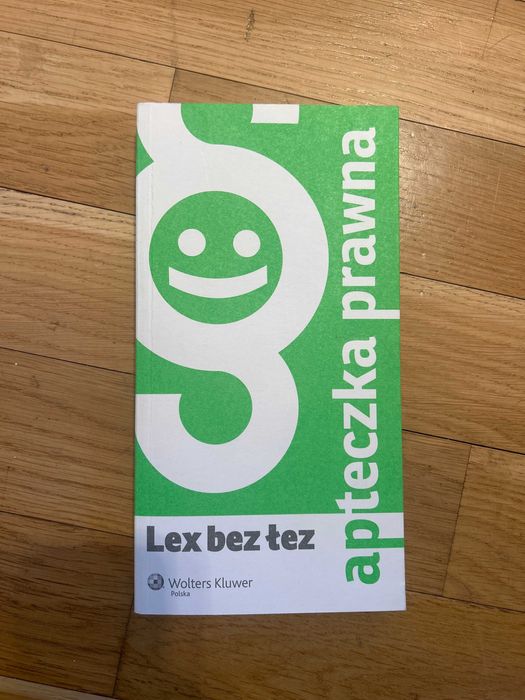 apteczka prawna
Lex bez łez
Wolters Kluwer
Polska